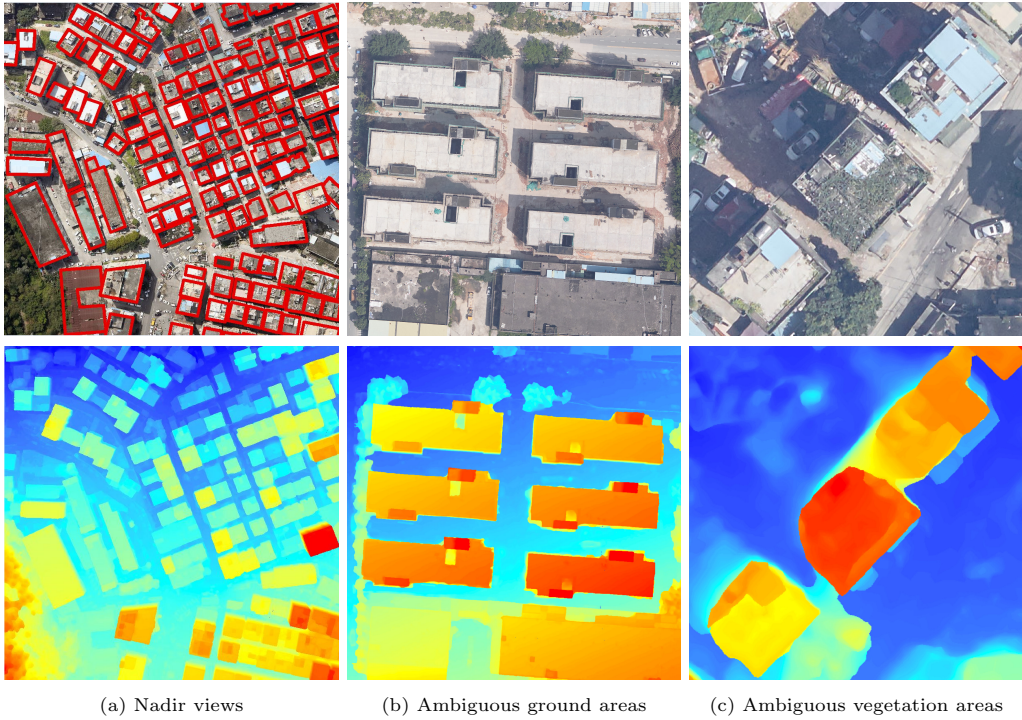 (a) Nadir views
(b) Ambiguous ground areas
(c) Ambiguous vegetation areas